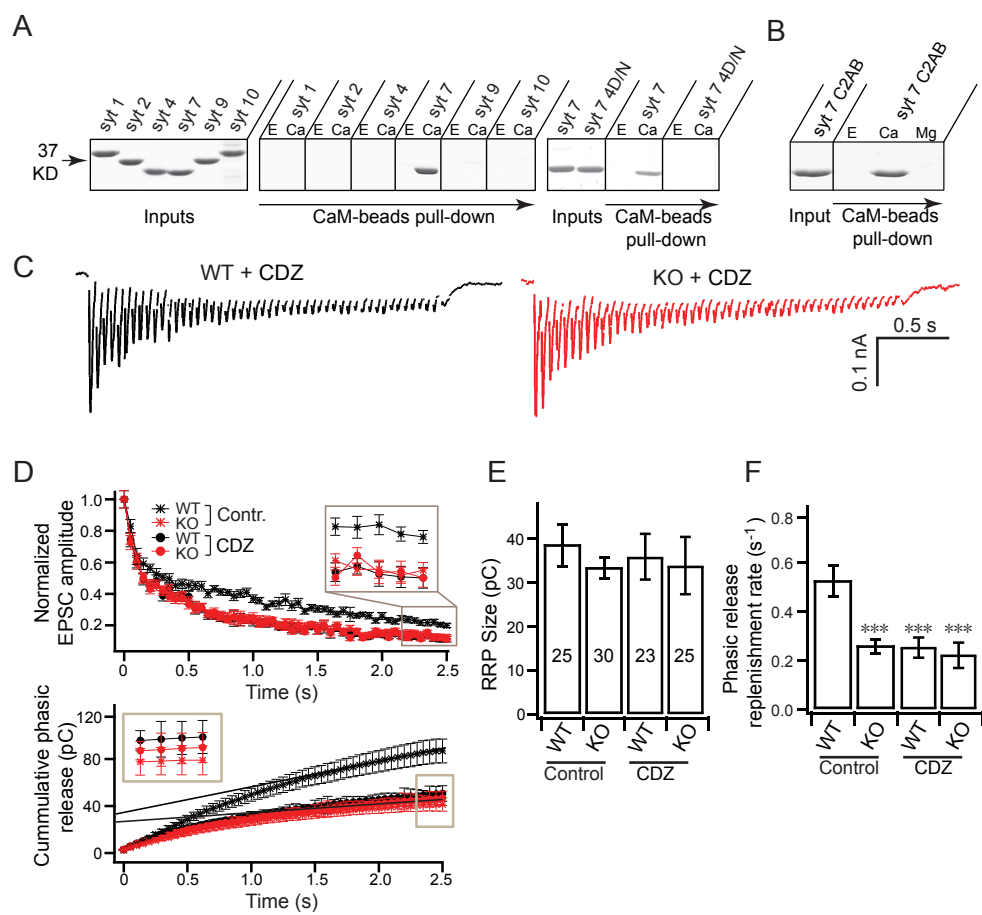 A
syt 1 syt 2 syt 4 syt 7 syt 9 syt 10
syt 1 syt 2 syt 4 syt 7 syt 9 syt 10
E Ca E Ca E Ca E Ca E Ca E Ca
syt 7 syt 7 4D/N syt 7 syt 7 4D/N
E Ca E Ca
37
KD
Inputs
CaM-beads pull-down
Inputs
CaM-beads
pull-down
B
syt 7 C2AB syt 7 C2AB
E Ca Mg
Input
CaM-beads
pull-down
C
WT + CDZ
KO + CDZ
0.5 s
0.1 nA
D
Normalized
EPSC amplitude
1.0
0.8
0.6
0.4
0.2
WT
KO
Contr.
WT
KO
CDZ
0 0.5 1.0 1.5 2.0 2.5
Time (s)
Cummulative phasic
release (pC)
120
80
40
0
0 0.5 1.0 1.5 2.0 2.5
Time (s)
E
RRP Size (pC)
40
30
20
10
0
25 30 23 25
WT KO WT KO
Control CDZ
F
Phasic release
replenishment rate (s-1)
0.8
0.6
0.4
0.2
0.0
*** *** ***
WT KO WT KO
Control CDZ